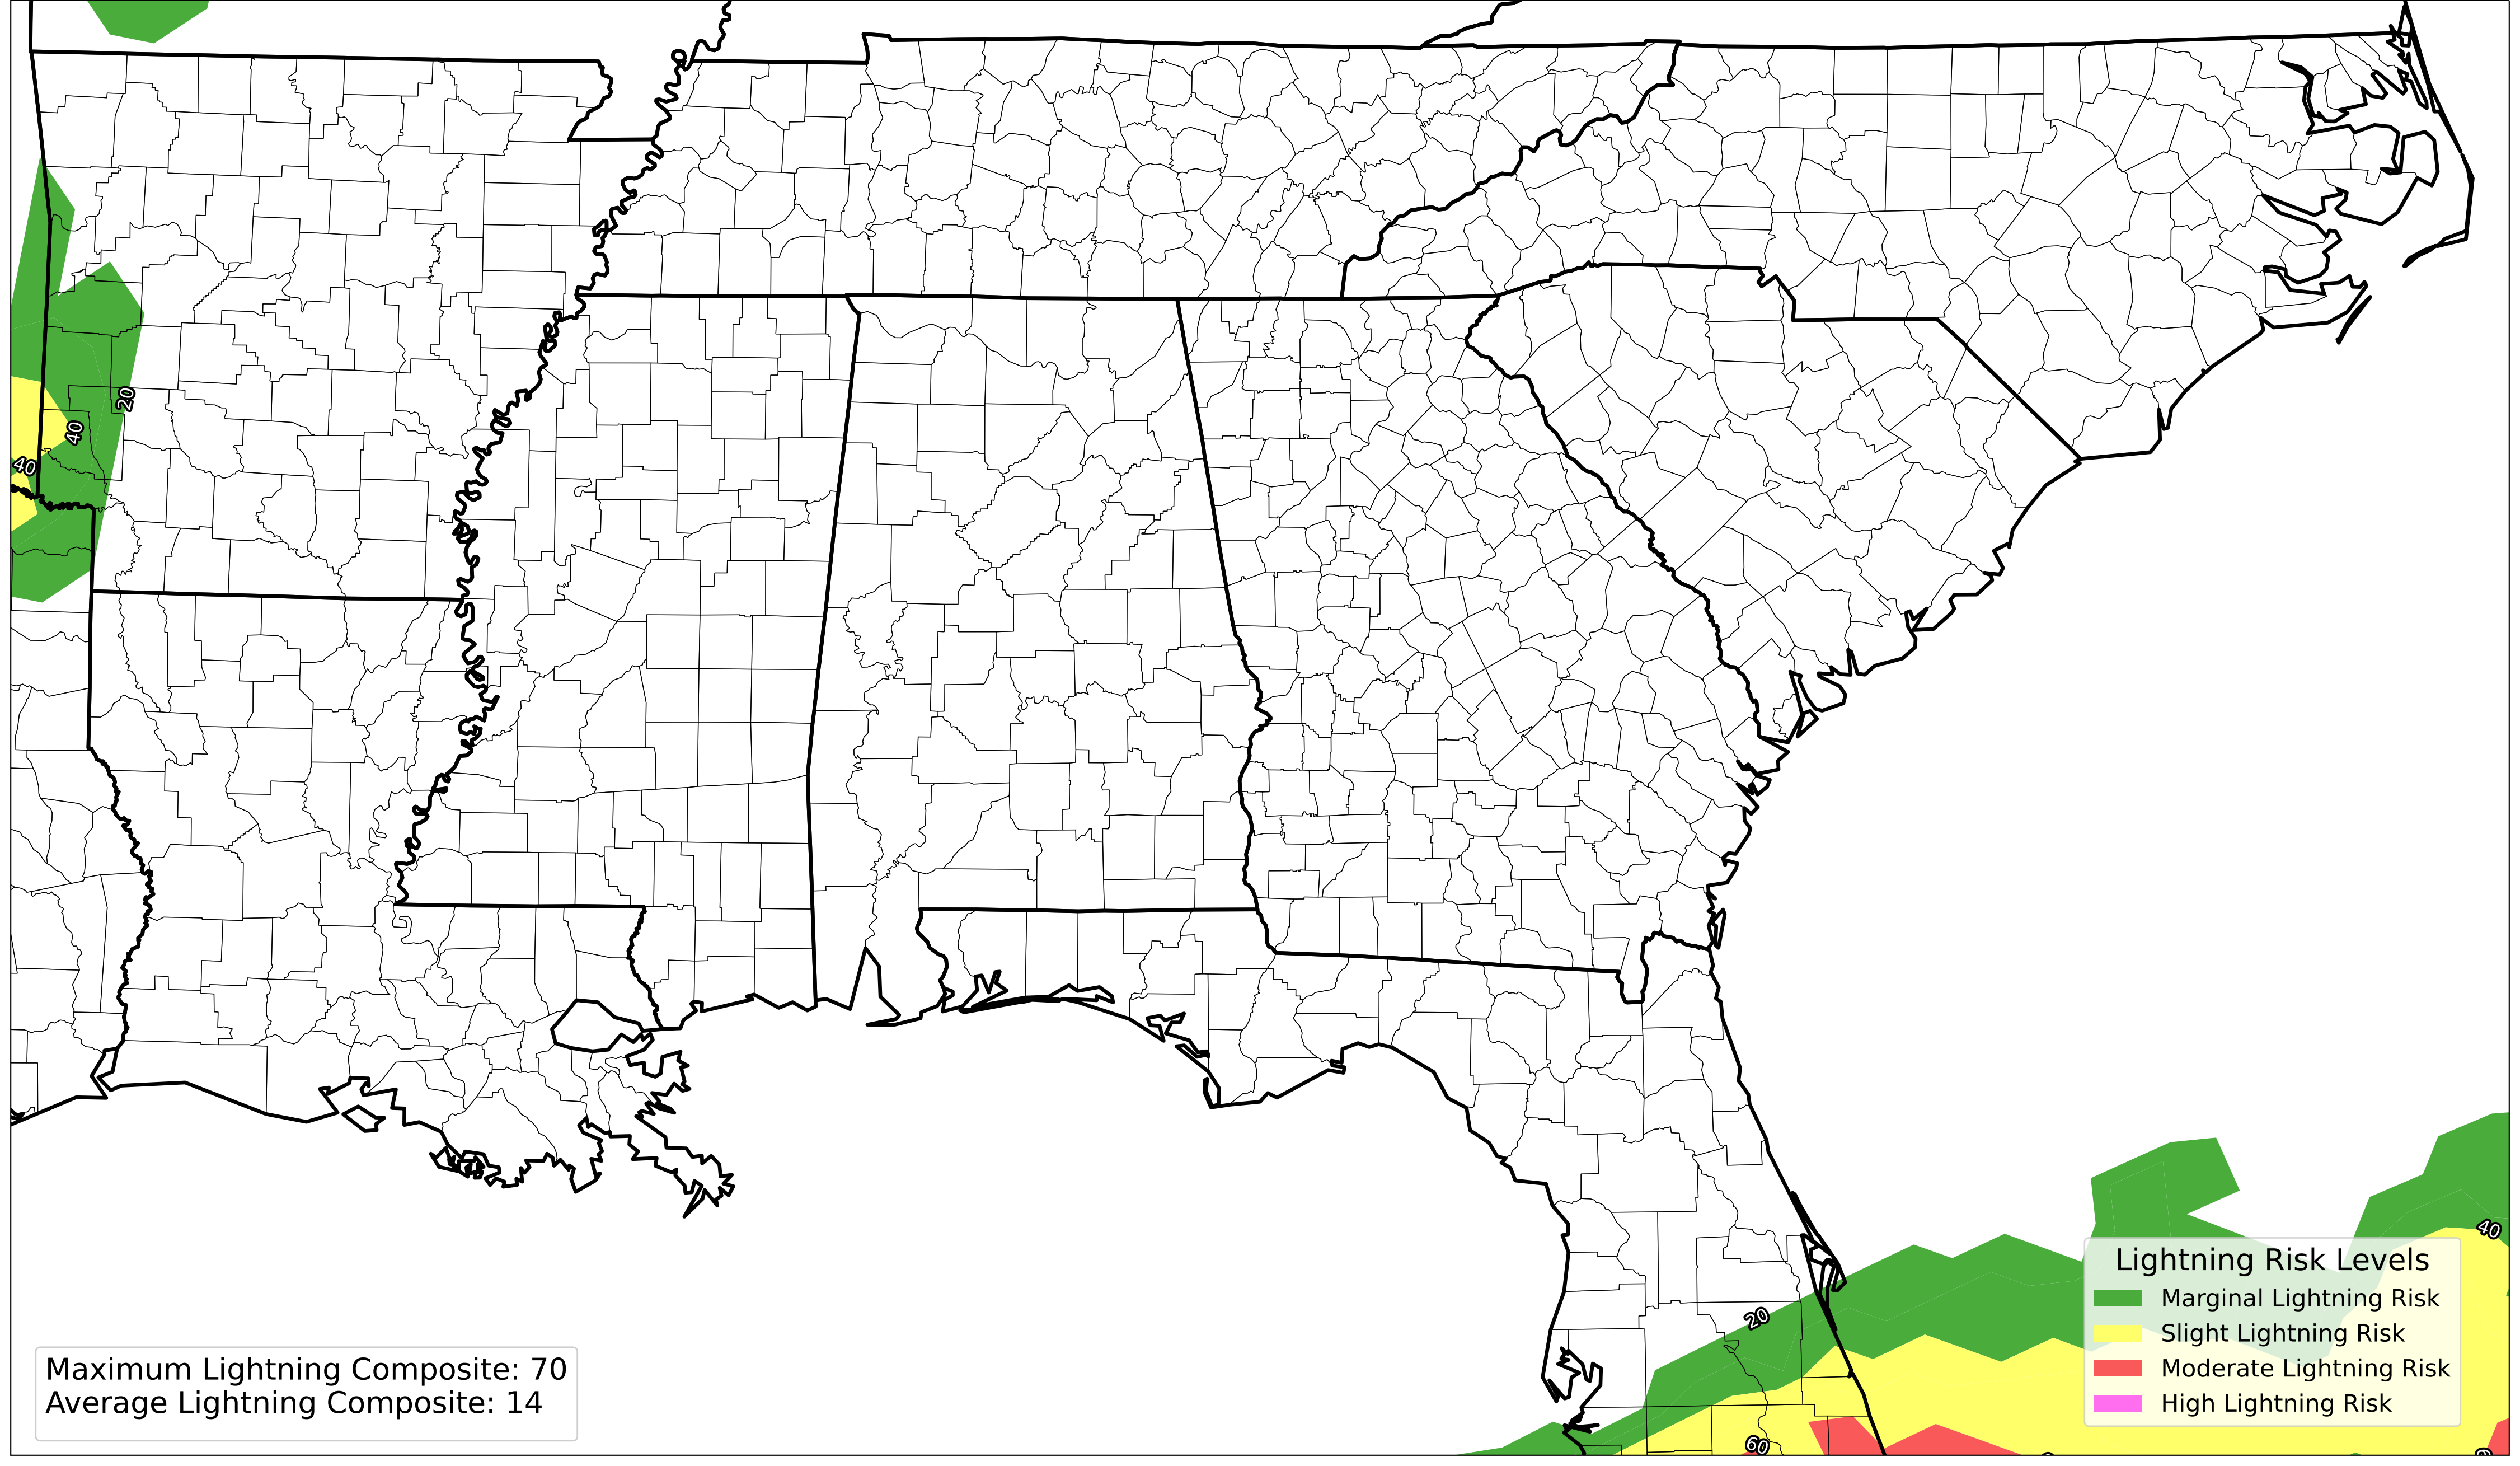 20
40
40
40
20
60
Lightning Risk Levels
Marginal Lightning Risk
Slight Lightning Risk
Moderate Lightning Risk
High Lightning Risk
Maximum Lightning Composite: 70
Average Lightning Composite: 14